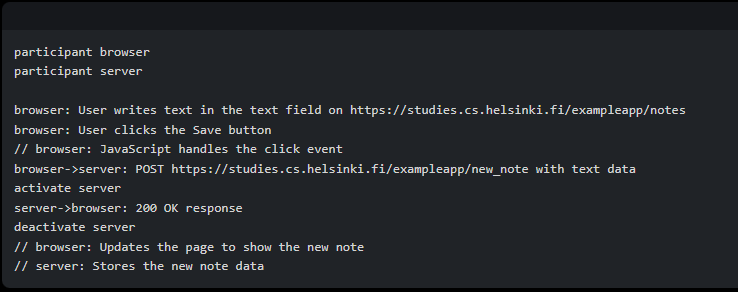 participant browser
participant server
browser: User writes text in the text field on https://studies.cs.helsinki.fi/exampleapp/notes
browser: User clicks the Save button
// browser: JavaScript handles the click event
browser->server: POST https://studies.cs.helsinki.fi/exampleapp/new_note with text data
activate server
server->browser: 200 OK response
deactivate server
// browser: Updates the page to show the new note
// server: Stores the new note data